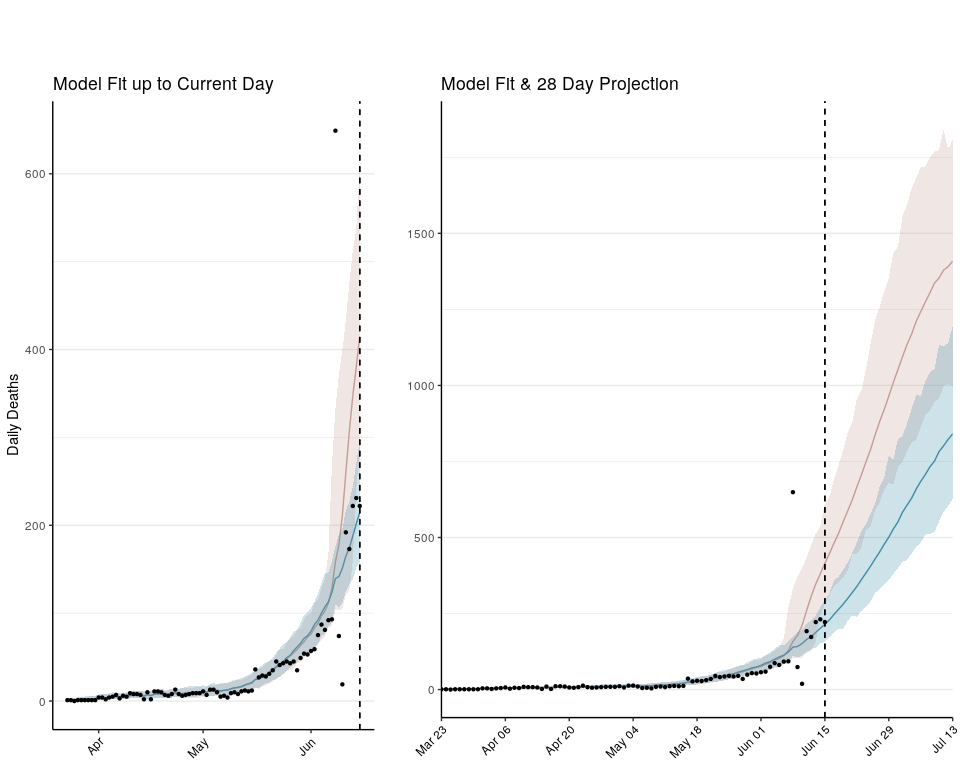 Model Fit up to Current Day
Model Fit & 28 Day Projection
Daily Deaths
600
400
200
0
Apr
May
Jun
1500
1000
500
0
Mar 23
Apr 06
Apr 20
May 04
May 18
Jun 01
Jun 15
Jun 29
Jul 13